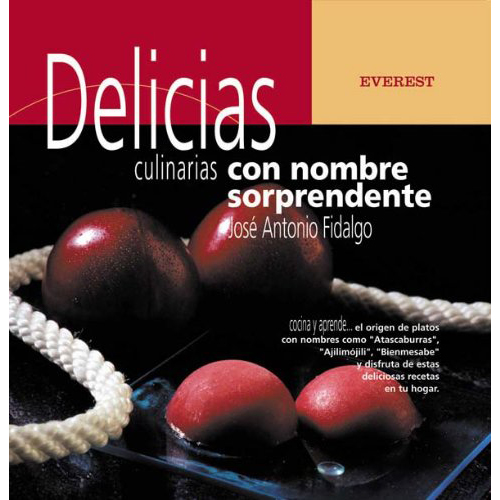 EVEREST
Delicias
culinarias con nombre
sorprendente
José Antonio Fidalgo
cocina y aprende... el origen de platos
con nombres como "Atascaburras",
"Ajilimójili", "Bienmesabe"
y disfruta de estas
deliciosas recetas
en tu hogar.